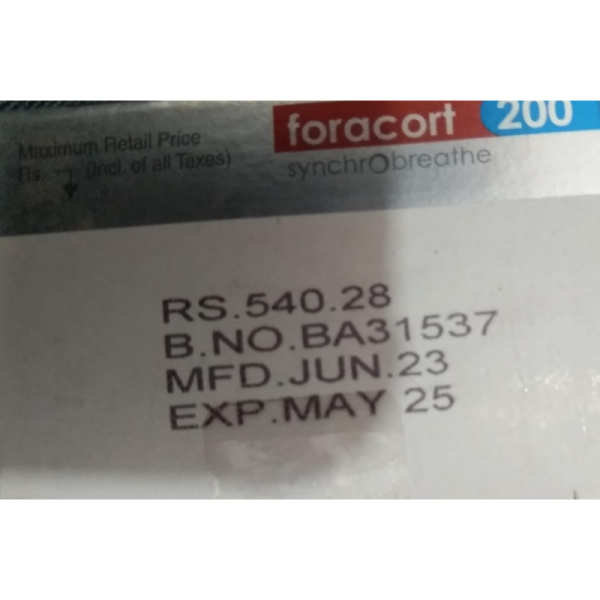 foracort 200
Maximum Retail Price
Rs. (Incl. of all Taxes)
synchrobreathe
RS.540.28
B.NO.BA31537
MFD.JUN.23
EXP.MAY 25